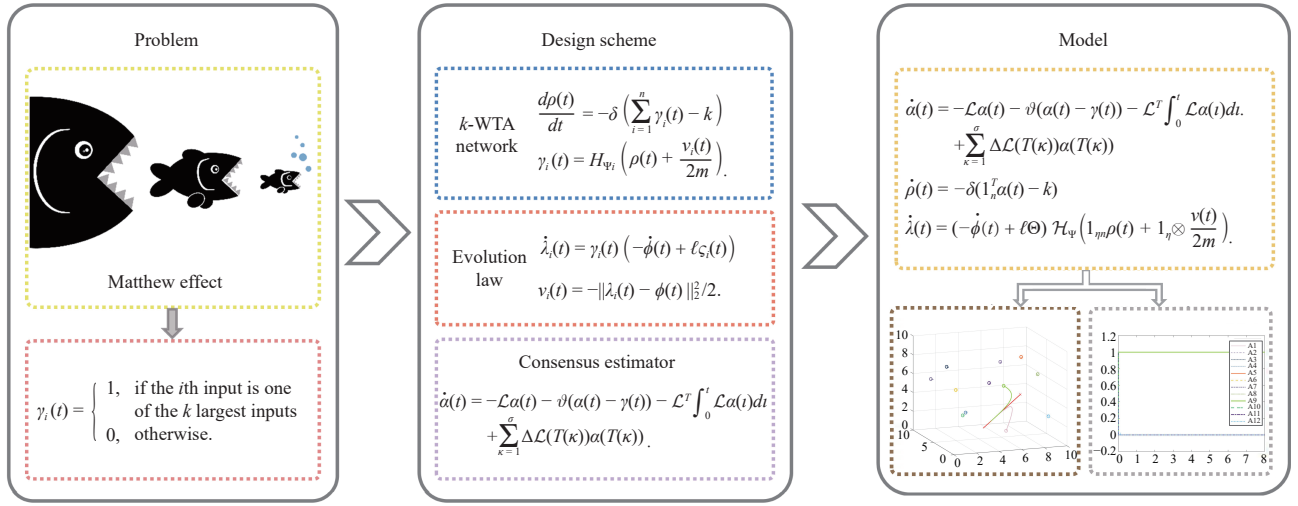 Problem
Matthew effect
γ_i(t) = { 1, if the ith input is one
of the k largest inputs
0, otherwise.
Design scheme
k-WTA
network
dρ(t)/dt = −δ (∑_{i=1}^{n} γ_i(t) − k)
γ_i(t) = H_{Ψ_i} (ρ(t) + v_i(t)/2m).
Evolution
law
λ̇_i(t) = γ_i(t) (−ϕ̇(t) + ℓς_i(t))
v_i(t) = −||λ_i(t) − ϕ(t)||_2^2/2.
Consensus estimator
α̇(t) = −ℒα(t) − ϑ(α(t) − γ(t)) − ℒ^T ∫_0^t ℒα(ι)dι
+ ∑_{κ=1}^{σ} Δℒ(T(κ))α(T(κ)).
Model
α̇(t) = −ℒα(t) − ϑ(α(t) − γ(t)) − ℒ^T ∫_0^t ℒα(ι)dι.
+ ∑_{κ=1}^{σ} Δℒ(T(κ))α(T(κ))
ρ̇(t) = −δ(1_n^T α(t) − k)
λ̇(t) = (−ϕ̇(t) + ℓΘ) ℋ_Ψ (1_{ηn}ρ(t) + 1_η ⊗ v(t)/2m).
10
8
6
4
2
0
10
5
0
0
2
4
6
8
10
1.2
1
0.8
0.6
0.4
0.2
0
−0.2
0 1 2 3 4 5 6 7 8
A1
A2
A3
A4
A5
A6
A7
A8
A9
A10
A11
A12